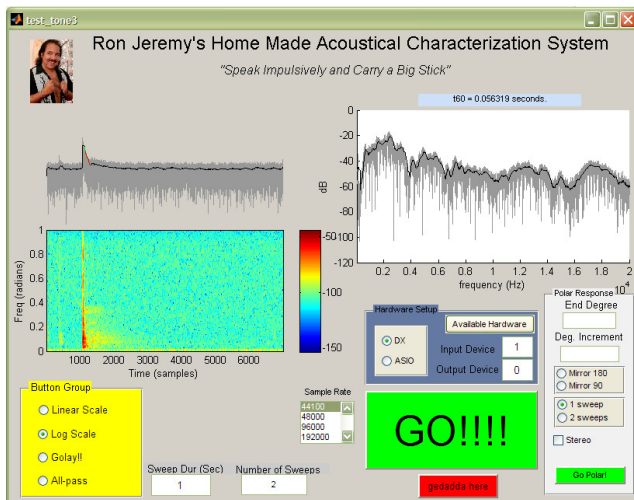 test_tone3
Ron Jeremy's Home Made Acoustical Characterization System
"Speak Impulsively and Carry a Big Stick"
t60 = 0.056319 seconds.
0
-20
-40
-60
-80
-100
-120
dB
0.2 0.4 0.6 0.8 1 1.2 1.4 1.6 1.8 2
frequency (Hz)
x 10^4
1
0.8
0.6
0.4
0.2
0
Freq (radians)
1000 2000 3000 4000 5000 6000 7000
Time (samples)
-50
-100
-150
Hardware Setup
DX
ASIO
Available Hardware
Input Device 1
Output Device 0
Polar Response
End Degree
Deg. Increment
Mirror 180
Mirror 90
1 sweep
2 sweeps
Stereo
Go Polar!
Button Group
Linear Scale
Log Scale
Golay!!
All-pass
Sample Rate
44100
48000
96000
192000
GO!!!!
Sweep Dur (Sec)
1
Number of Sweeps
2
gedadda here